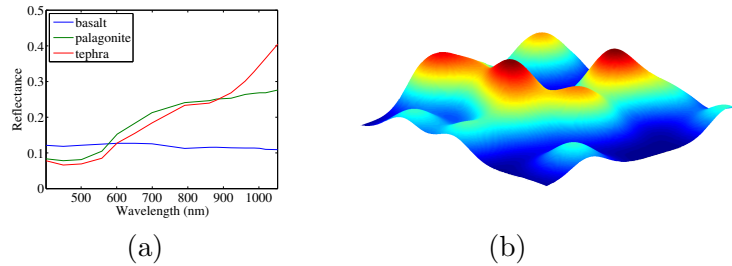 0.5
0.4
0.3
0.2
0.1
0
Reflectance
basalt
palagonite
tephra
500 600 700 800 900 1000
Wavelength (nm)
(a) (b)